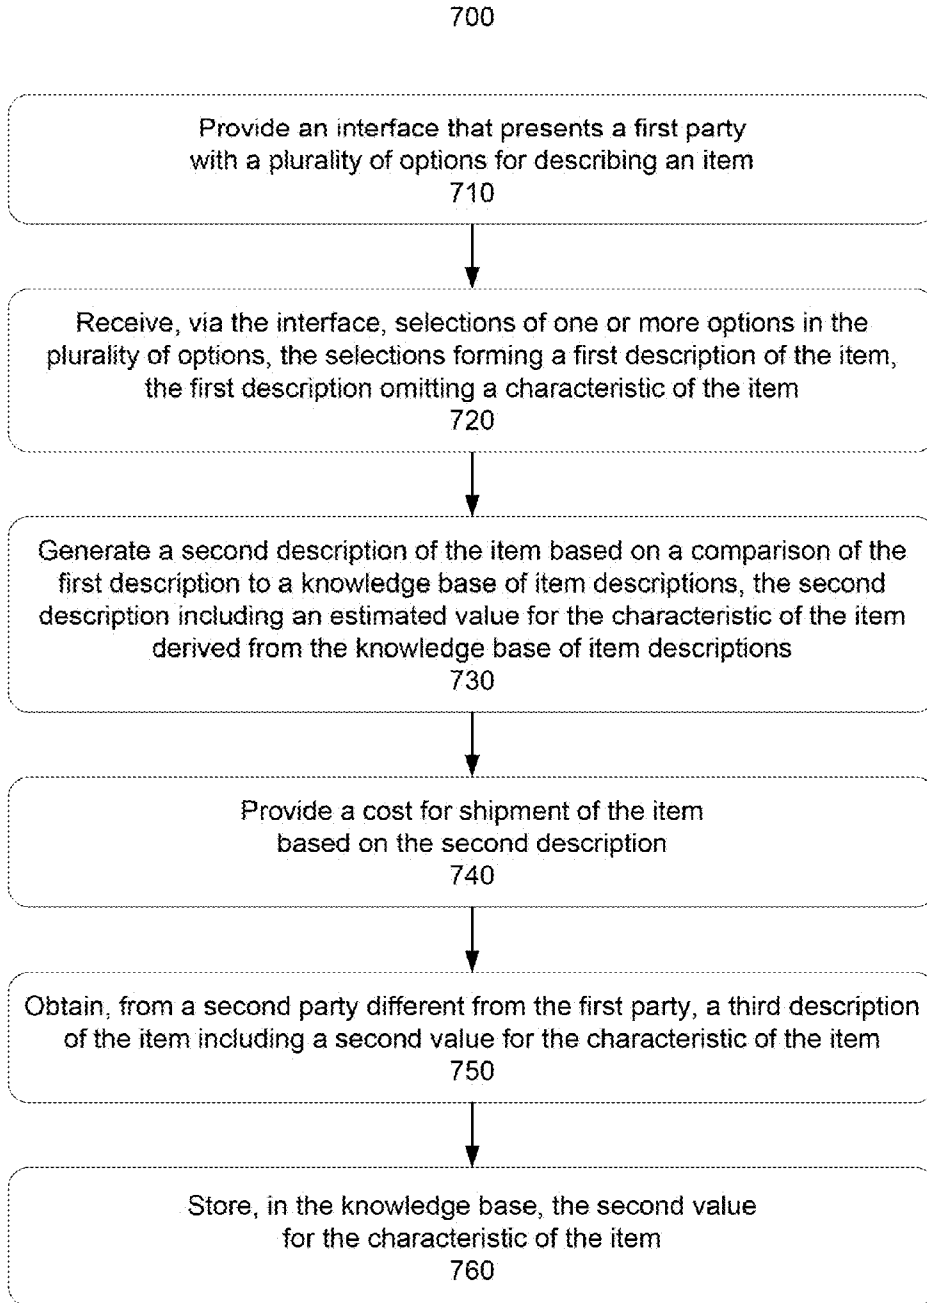 700
Provide an interface that presents a first party
with a plurality of options for describing an item
710
Receive, via the interface, selections of one or more options in the
plurality of options, the selections forming a first description of the item,
the first description omitting a characteristic of the item
720
Generate a second description of the item based on a comparison of the
first description to a knowledge base of item descriptions, the second
description including an estimated value for the characteristic of the item
derived from the knowledge base of item descriptions
730
Provide a cost for shipment of the item
based on the second description
740
Obtain, from a second party different from the first party, a third description
of the item including a second value for the characteristic of the item
750
Store, in the knowledge base, the second value
for the characteristic of the item
760